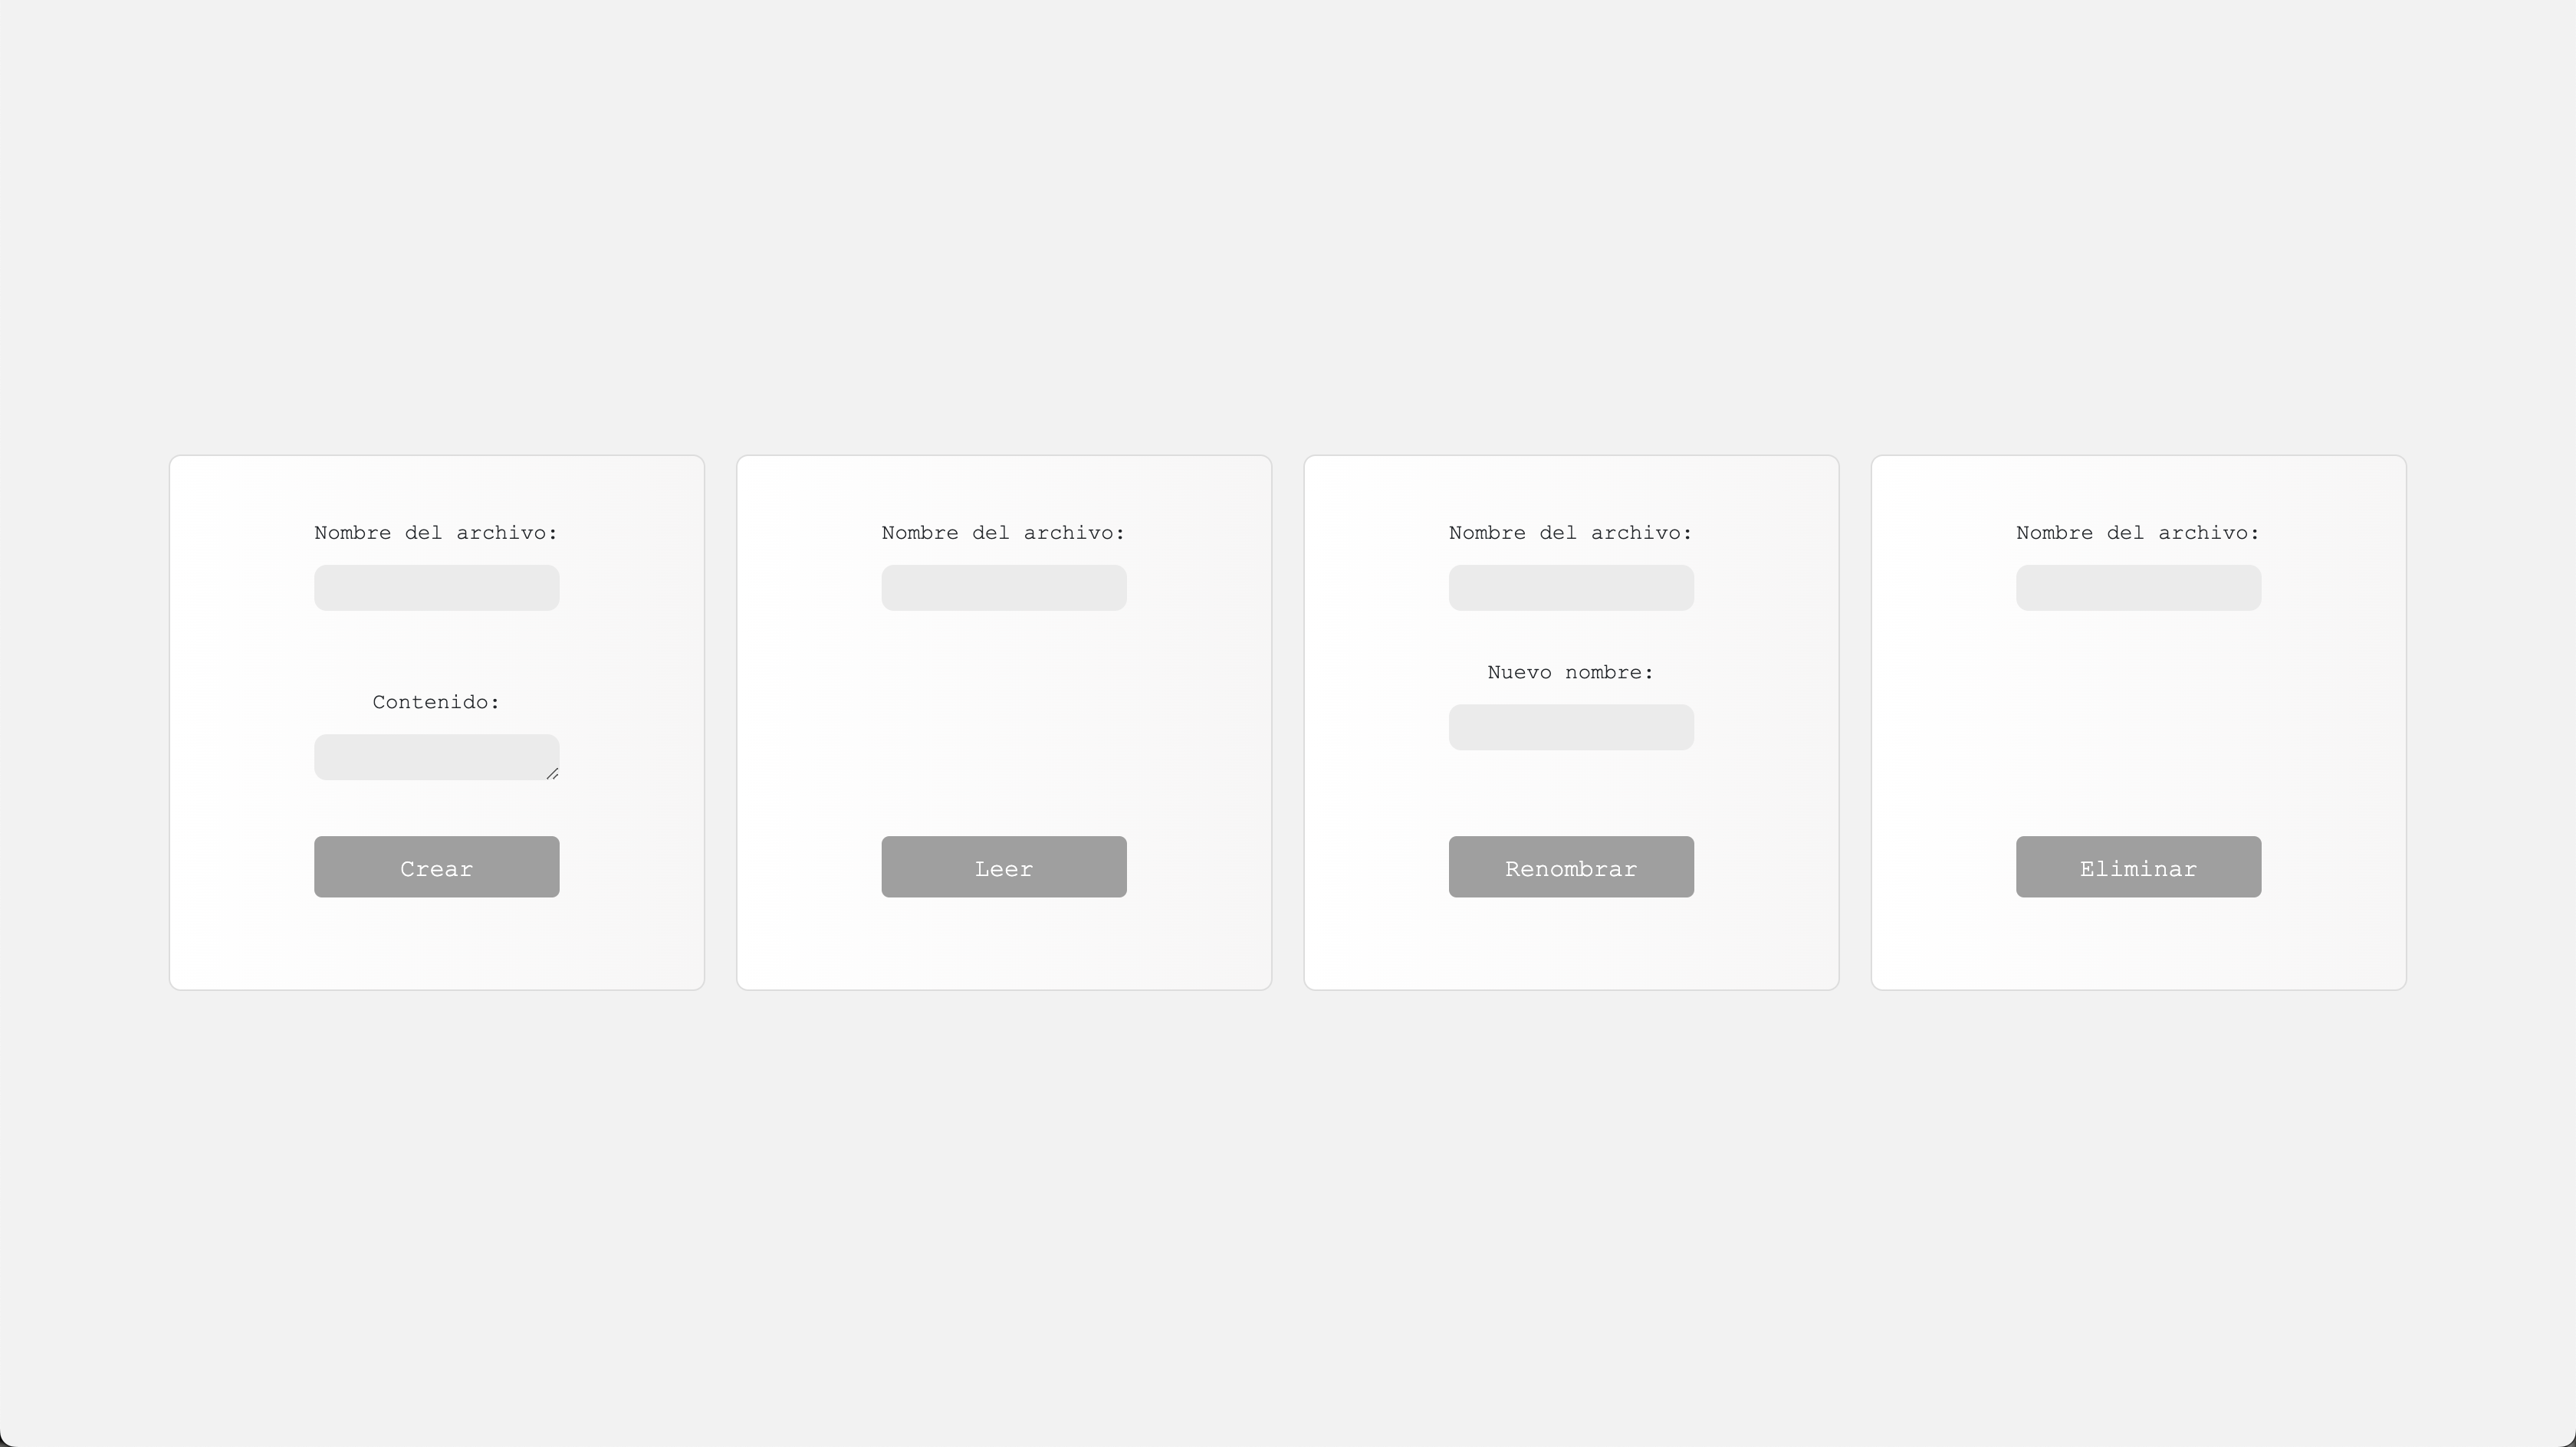 Nombre del archivo:
Contenido:
Crear
Nombre del archivo:
Leer
Nombre del archivo:
Nuevo nombre:
Renombrar
Nombre del archivo:
Eliminar